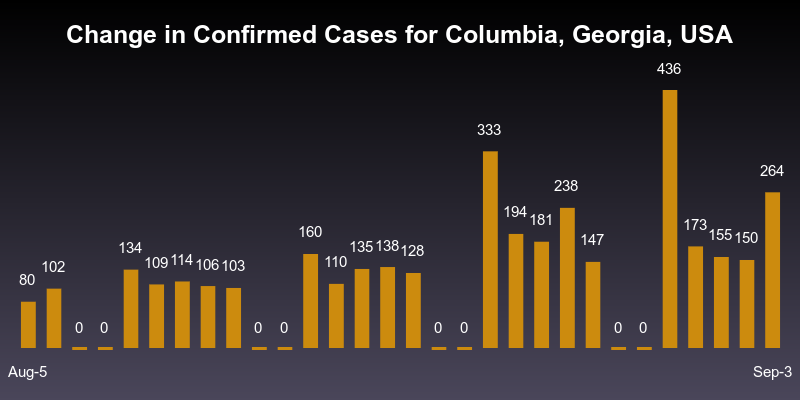 Change in Confirmed Cases for Columbia, Georgia, USA
80 102 0 0 134 109 114 106 103 0 0 160 110 135 138 128 0 0 333 194 181 238 147 0 0 436 173 155 150 264
Aug-5 Sep-3